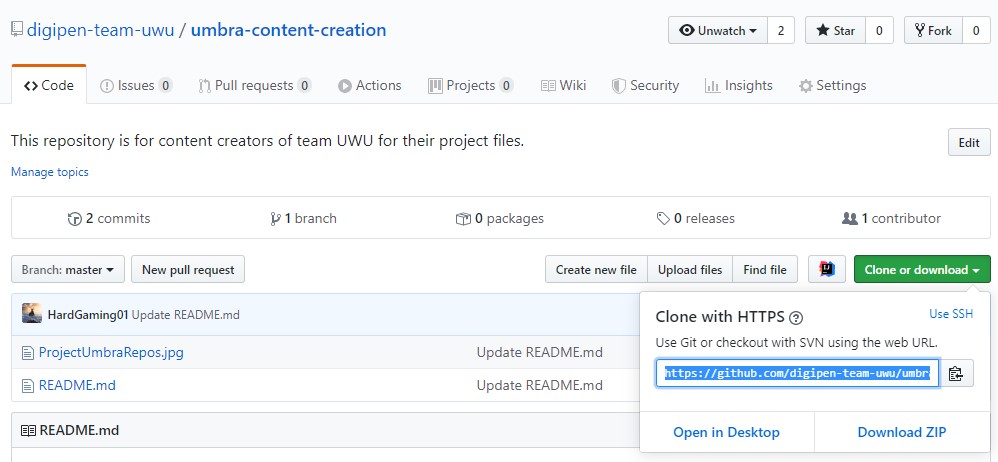 digipen-team-uwu / umbra-content-creation
Unwatch 2 Star 0 Fork 0
Code Issues 0 Pull requests 0 Actions Projects 0 Wiki Security Insights Settings
This repository is for content creators of team UWU for their project files. Edit
Manage topics
2 commits 1 branch 0 packages 0 releases 1 contributor
Branch: master New pull request Create new file Upload files Find file Clone or download
HardGaming01 Update README.md
ProjectUmbraRepos.jpg Update README.md
README.md Update README.md
README.md
Clone with HTTPS Use SSH
Use Git or checkout with SVN using the web URL.
https://github.com/digipen-team-uwu/umbr
Open in Desktop Download ZIP